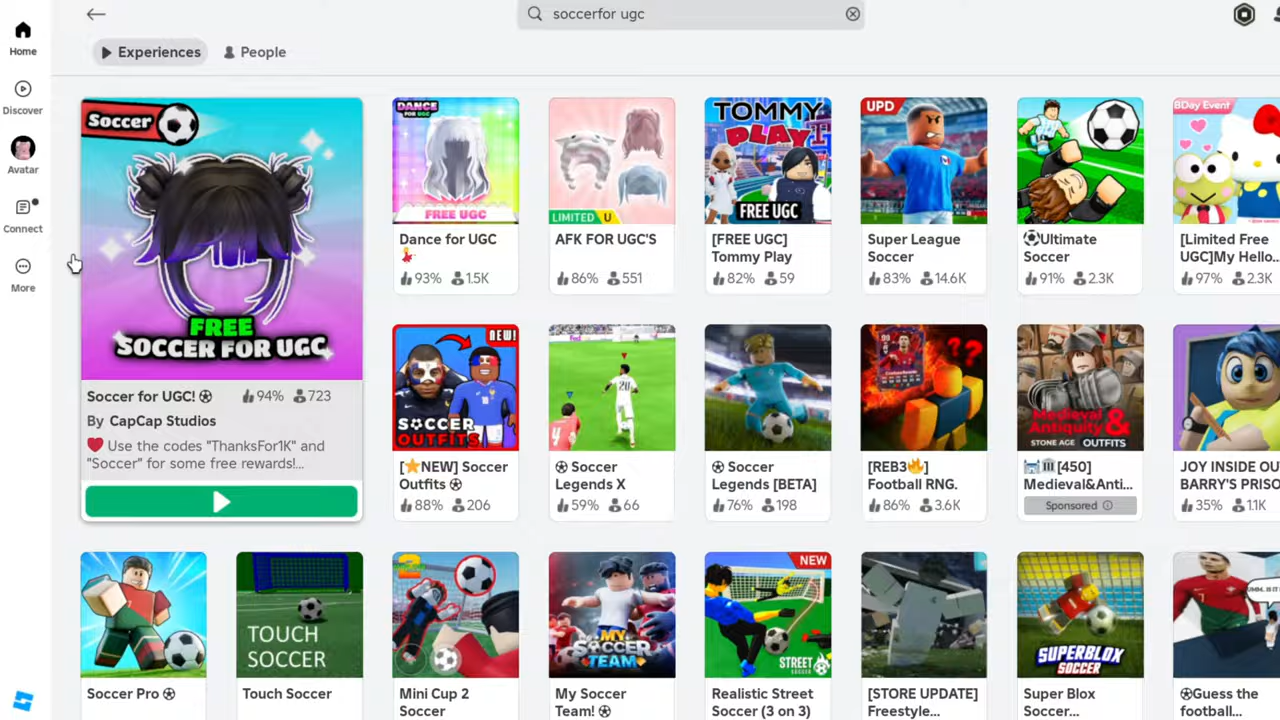 soccerfor ugc
Home
Discover
Avatar
Connect
More
Experiences
People
Soccer
FREE
SOCCER FOR UGC
Soccer for UGC! ⚽
94% 723
By CapCap Studios
❤️ Use the codes "ThanksFor1K" and
"Soccer" for some free rewards!...
DANCE
FOR UGC
FREE UGC
Dance for UGC
💃
93% 1.5K
LIMITED U
AFK FOR UGC'S
86% 551
TOMMY
PLAY
FREE UGC
[FREE UGC]
Tommy Play
82% 59
UPD
Super League
Soccer
83% 14.6K
⚽Ultimate
Soccer
91% 2.3K
BDay Event
[Limited Free
UGC]My Hello...
97% 2.3K
NEW!
SOCCER
OUTFITS
[⭐NEW] Soccer
Outfits ⚽
88% 206
20
4
⚽ Soccer
Legends X
59% 66
⚽ Soccer
Legends [BETA]
76% 198
99
??
[REB3🔥]
Football RNG.
86% 3.6K
Medieval &
Antiquity
STONE AGE OUTFITS
[450]
Medieval&Anti...
Sponsored
JOY INSIDE OU
BARRY'S PRISO
35% 1.1K
Soccer Pro ⚽
TOUCH
SOCCER
Touch Soccer
2
Mini Cup 2
Soccer
MY
SOCCER
TEAM
My Soccer
Team! ⚽
NEW
STREET
SOCCER
Realistic Street
Soccer (3 on 3)
[STORE UPDATE]
Freestyle...
SUPERBLOX
SOCCER
Super Blox
Soccer...
UMM.. IS IT
⚽Guess the
football...